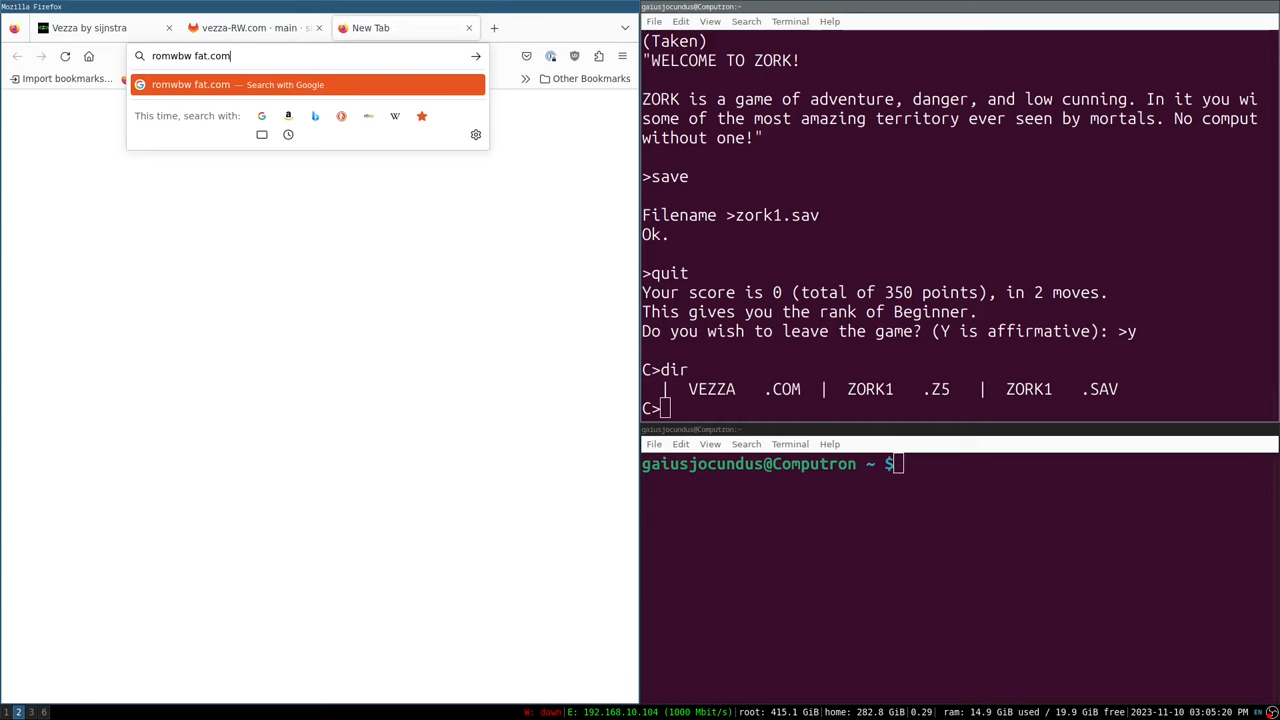 Mozilla Firefox
Vezza by sijnstra
vezza-RW.com · main · s
New Tab
romwbw fat.com
Import bookmarks...
Other Bookmarks
romwbw fat.com — Search with Google
This time, search with:
gaiusjocundus@Computron:~
File Edit View Search Terminal Help
(Taken)
"WELCOME TO ZORK!
ZORK is a game of adventure, danger, and low cunning. In it you wi
some of the most amazing territory ever seen by mortals. No comput
without one!"
>save
Filename >zork1.sav
Ok.
>quit
Your score is 0 (total of 350 points), in 2 moves.
This gives you the rank of Beginner.
Do you wish to leave the game? (Y is affirmative): >y
C>dir
| VEZZA .COM | ZORK1 .Z5 | ZORK1 .SAV
C>
gaiusjocundus@Computron:~
File Edit View Search Terminal Help
gaiusjocundus@Computron ~ $
1 2 3 6
W: down|E: 192.168.10.104 (1000 Mbit/s)|root: 415.1 GiB|home: 282.8 GiB|0.29|ram: 14.9 GiB used / 19.9 GiB free|2023-11-10 03:05:20 PM EN